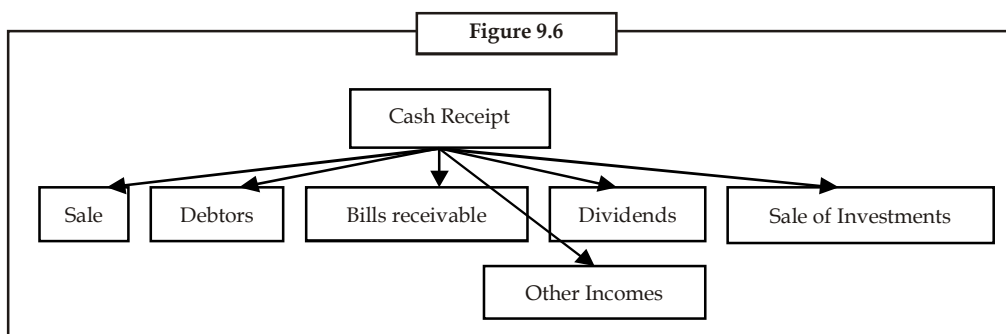 Figure 9.6
Cash Receipt
Sale
Debtors
Bills receivable
Dividends
Sale of Investments
Other Incomes